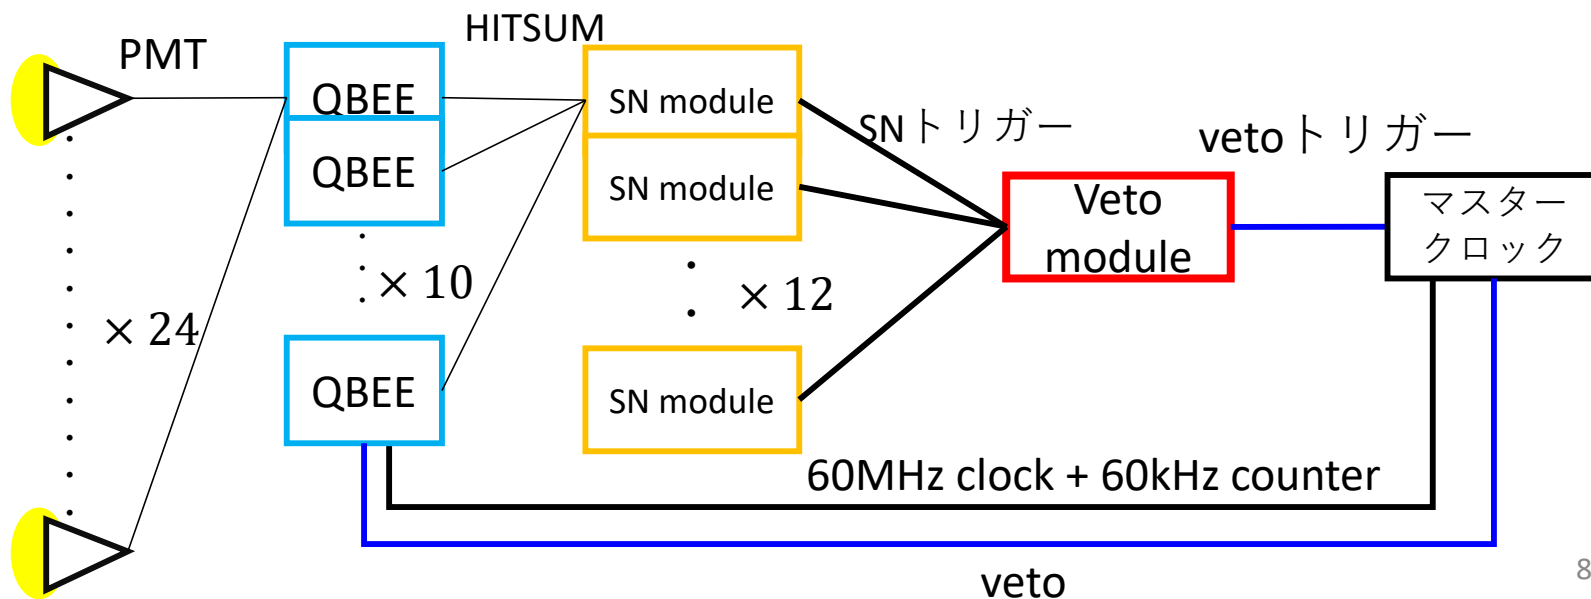 PMT
HITSUM
QBEE
QBEE
QBEE
× 24
× 10
SN module
SN module
SN module
× 12
SNトリガー
Veto
module
vetoトリガー
マスター
クロック
60MHz clock + 60kHz counter
veto
8